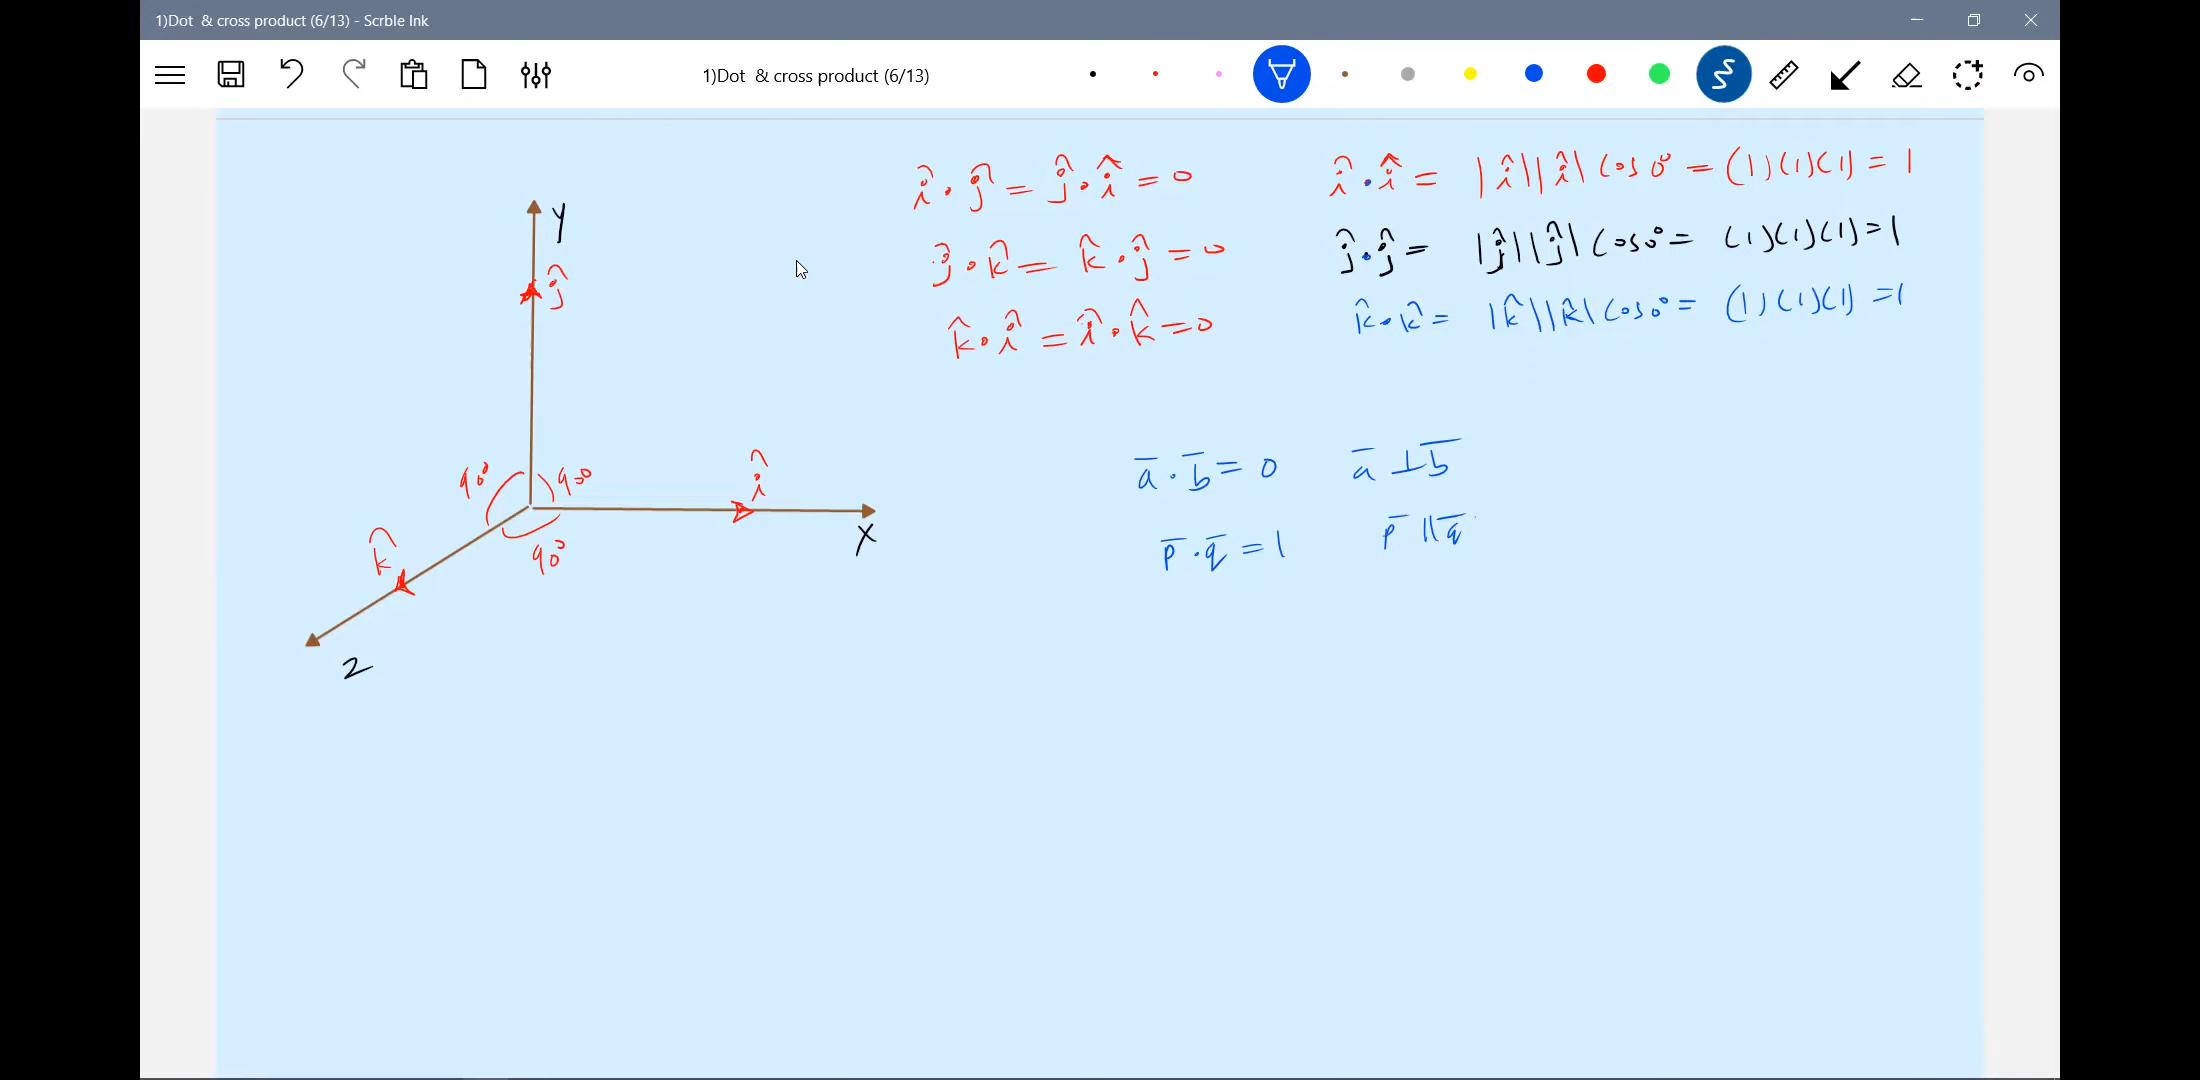 1)Dot & cross product (6/13) - Scrble Ink
1)Dot & cross product (6/13)
î · ĵ = ĵ · î = 0
ĵ · k̂ = k̂ · ĵ = 0
k̂ · î = î · k̂ = 0
î · î = |î||î| cos 0° = (1)(1)(1) = 1
ĵ · ĵ = |ĵ||ĵ| cos 0° = (1)(1)(1) = 1
k̂ · k̂ = |k̂||k̂| cos 0° = (1)(1)(1) = 1
Y
ĵ
90° 90°
î
X
k̂
90°
Z
a̅ · b̅ = 0 a̅ ⊥ b̅
p̅ · q̅ = 1 p̅ || q̅